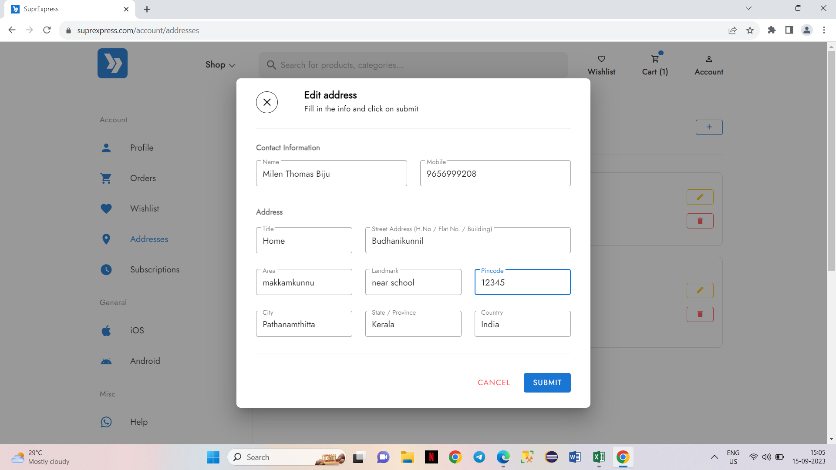 SuprExpress
suprexpress.com/account/addresses
Shop
Search for products, categories...
Wishlist
Cart (1)
Account
Edit address
Fill in the info and click on submit
Account
Profile
Orders
Wishlist
Addresses
Subscriptions
General
iOS
Android
Misc
Help
Contact Information
Name
Milen Thomas Biju
Mobile
9656999208
Address
Title
Home
Street Address (H.No / Flat No. / Building)
Budhanikunnil
Area
makkamkunnu
Landmark
near school
Pincode
12345
City
Pathanamthitta
State / Province
Kerala
Country
India
CANCEL
SUBMIT
29°C
Mostly cloudy
Search
ENG
US
15:05
15-09-2023